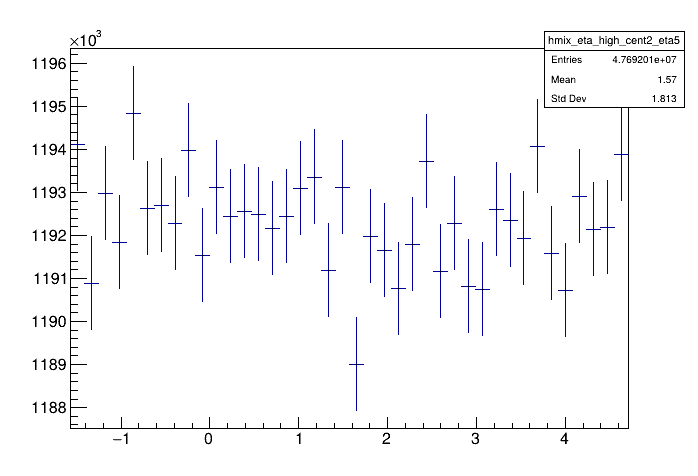 ×10³
hmix_eta_high_cent2_eta5
Entries 4.769201e+07
Mean 1.57
Std Dev 1.813
1196
1195
1194
1193
1192
1191
1190
1189
1188
−1 0 1 2 3 4